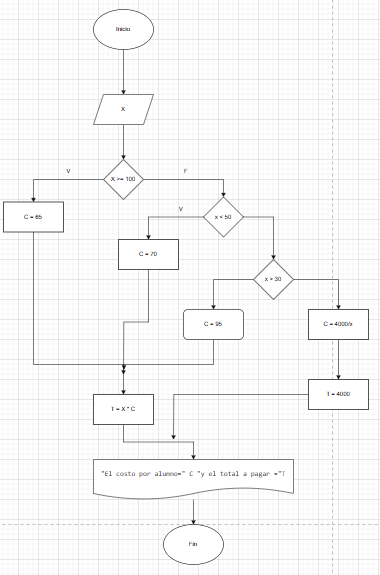 Inicio
X
X >= 100
V
F
C = 65
x < 50
V
C = 70
x > 30
C = 95
C = 4000/x
T = X * C
T = 4000
"El costo por alumno=" C "y el total a pagar ="T
Fin